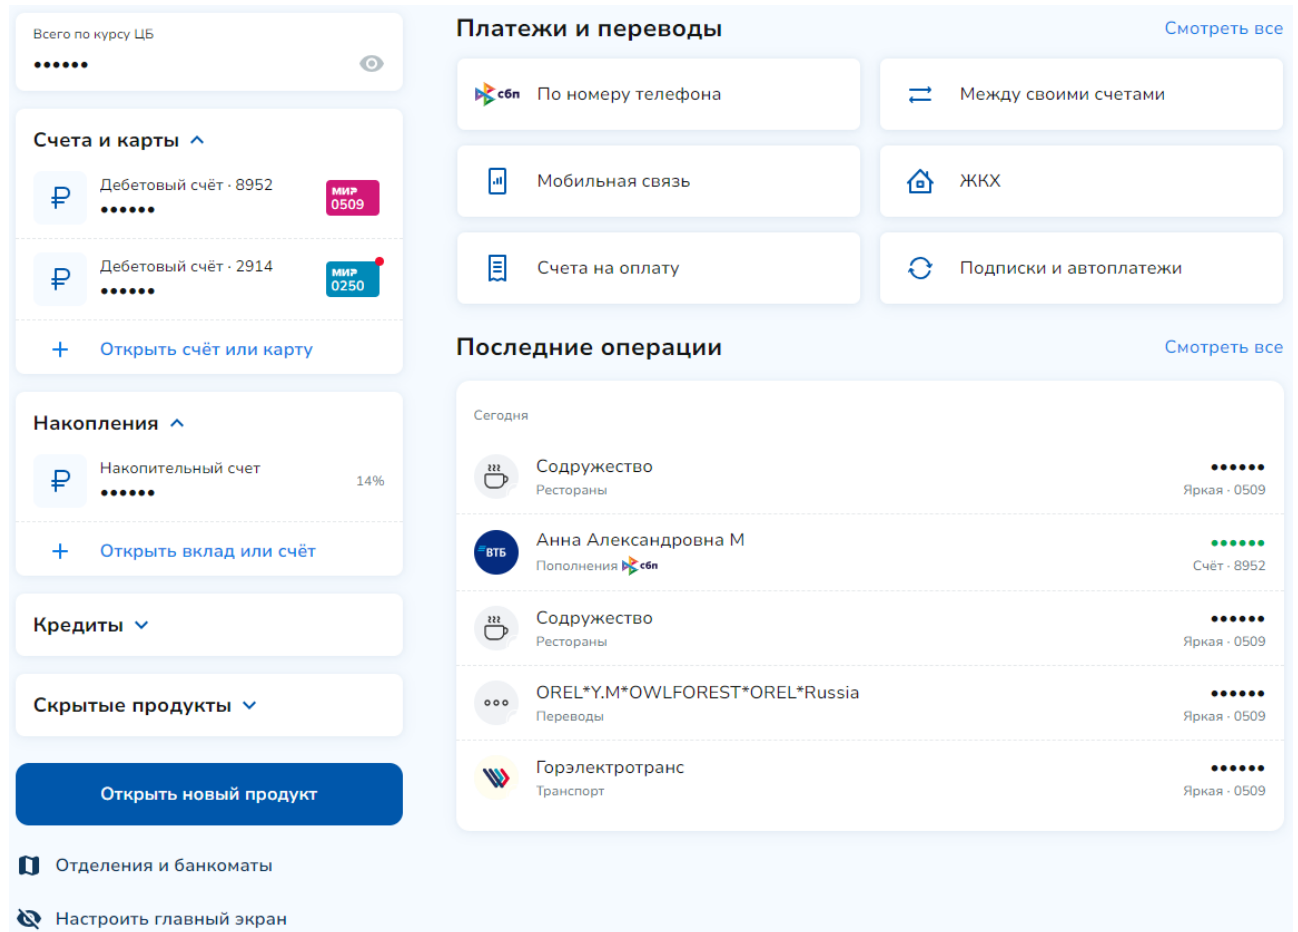 Всего по курсу ЦБ
••••••
Счета и карты
Дебетовый счёт · 8952
••••••
МИР
0509
Дебетовый счёт · 2914
••••••
МИР
0250
+ Открыть счёт или карту
Накопления
Накопительный счет
••••••
14%
+ Открыть вклад или счёт
Кредиты
Скрытые продукты
Открыть новый продукт
Отделения и банкоматы
Настроить главный экран
Платежи и переводы
Смотреть все
сбп По номеру телефона
Между своими счетами
Мобильная связь
ЖКХ
Счета на оплату
Подписки и автоплатежи
Последние операции
Смотреть все
Сегодня
Содружество
••••••
Рестораны
Яркая · 0509
ВТБ
Анна Александровна М
••••••
Пополнения сбп
Счёт · 8952
Содружество
••••••
Рестораны
Яркая · 0509
OREL*Y.M*OWLFOREST*OREL*Russia
••••••
Переводы
Яркая · 0509
Горэлектротранс
••••••
Транспорт
Яркая · 0509